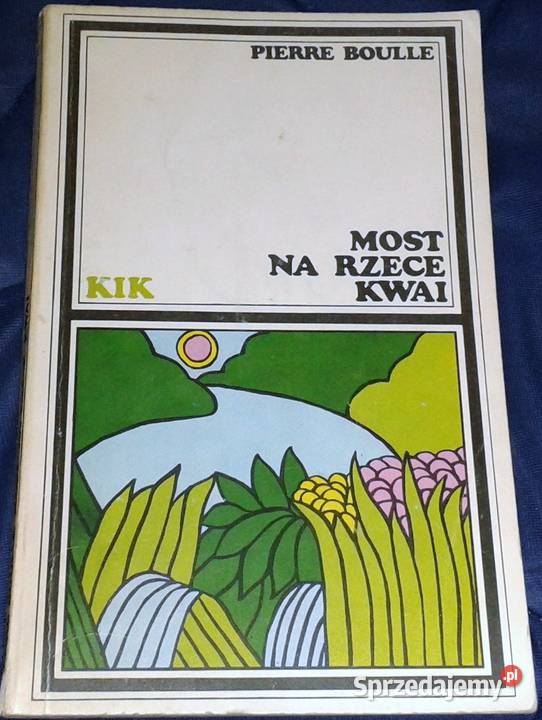 PIERRE BOULLE
MOST
NA RZECE
KIK KWAI
Sprzedajemy.pl